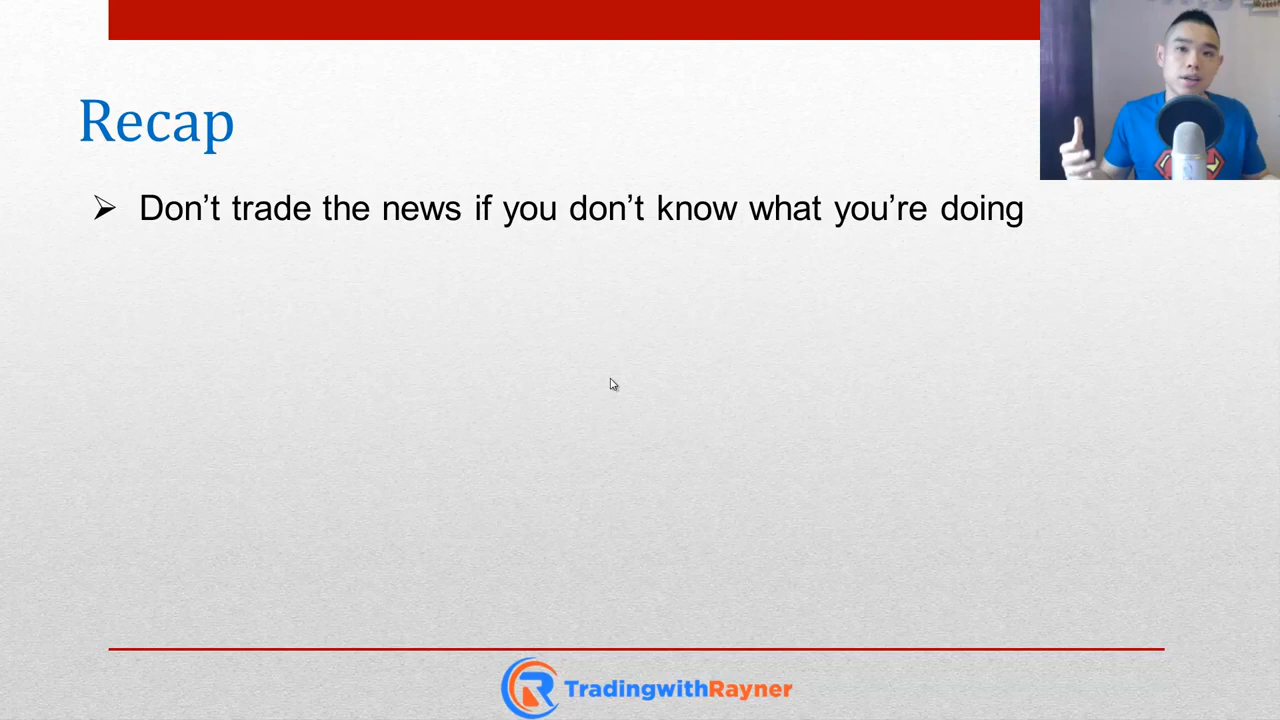 Recap
➢ Don’t trade the news if you don’t know what you’re doing
TradingwithRayner